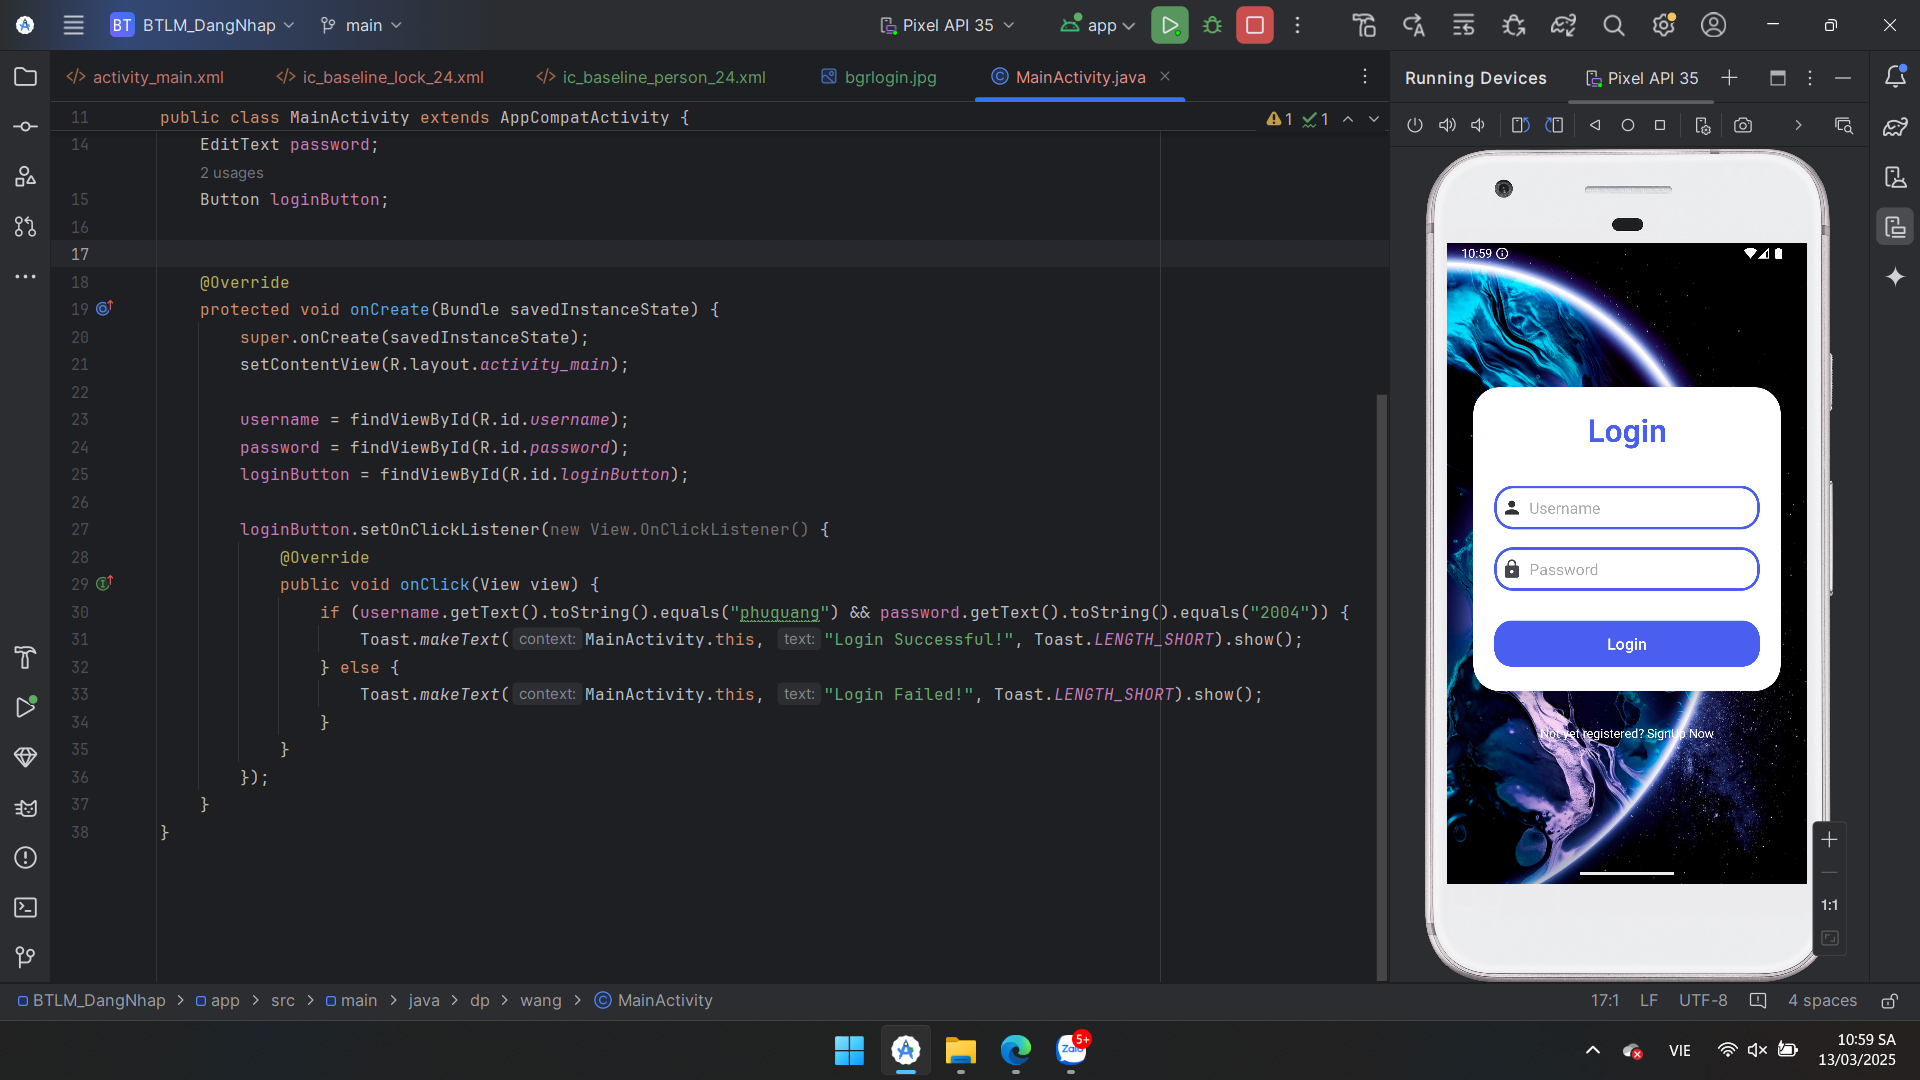 BT BTLM_DangNhap main Pixel API 35 app
activity_main.xml ic_baseline_lock_24.xml ic_baseline_person_24.xml bgrlogin.jpg MainActivity.java
Running Devices Pixel API 35
11 public class MainActivity extends AppCompatActivity { 1 1
14 EditText password;
2 usages
15 Button loginButton;
16
17
18 @Override
19 protected void onCreate(Bundle savedInstanceState) {
20 super.onCreate(savedInstanceState);
21 setContentView(R.layout.activity_main);
22
23 username = findViewById(R.id.username);
24 password = findViewById(R.id.password);
25 loginButton = findViewById(R.id.loginButton);
26
27 loginButton.setOnClickListener(new View.OnClickListener() {
28 @Override
29 public void onClick(View view) {
30 if (username.getText().toString().equals("phuquang") && password.getText().toString().equals("2004")) {
31 Toast.makeText( context: MainActivity.this, text: "Login Successful!", Toast.LENGTH_SHORT).show();
32 } else {
33 Toast.makeText( context: MainActivity.this, text: "Login Failed!", Toast.LENGTH_SHORT).show();
34 }
35 }
36 });
37 }
38 }
10:59
Login
Username
Password
Login
Not yet registered? SignUp Now
1:1
BTLM_DangNhap > app > src > main > java > dp > wang > MainActivity
17:1 LF UTF-8 4 spaces
Zalo 5+
VIE
10:59 SA
13/03/2025